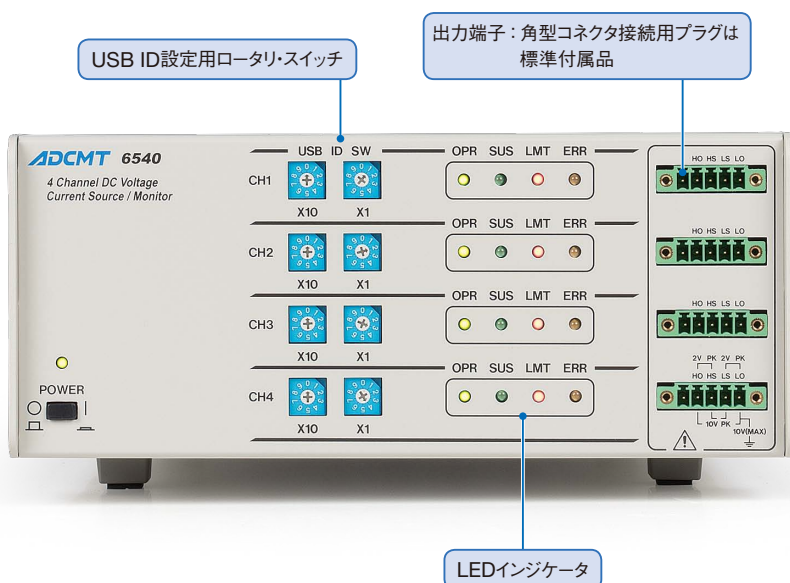 出力端子：角型コネクタ接続用プラグは
標準付属品
USB ID設定用ロータリ・スイッチ
ADCMT 6540
4 Channel DC Voltage
Current Source / Monitor
USB ID SW
OPR SUS LMT ERR
HO HS LS LO
CH1
X10 X1
OPR SUS LMT ERR
HO HS LS LO
CH2
X10 X1
OPR SUS LMT ERR
HO HS LS LO
CH3
X10 X1
OPR SUS LMT ERR
2V PK 2V PK
HO HS LS LO
CH4
X10 X1
10V PK
10V(MAX)
POWER
LEDインジケータ